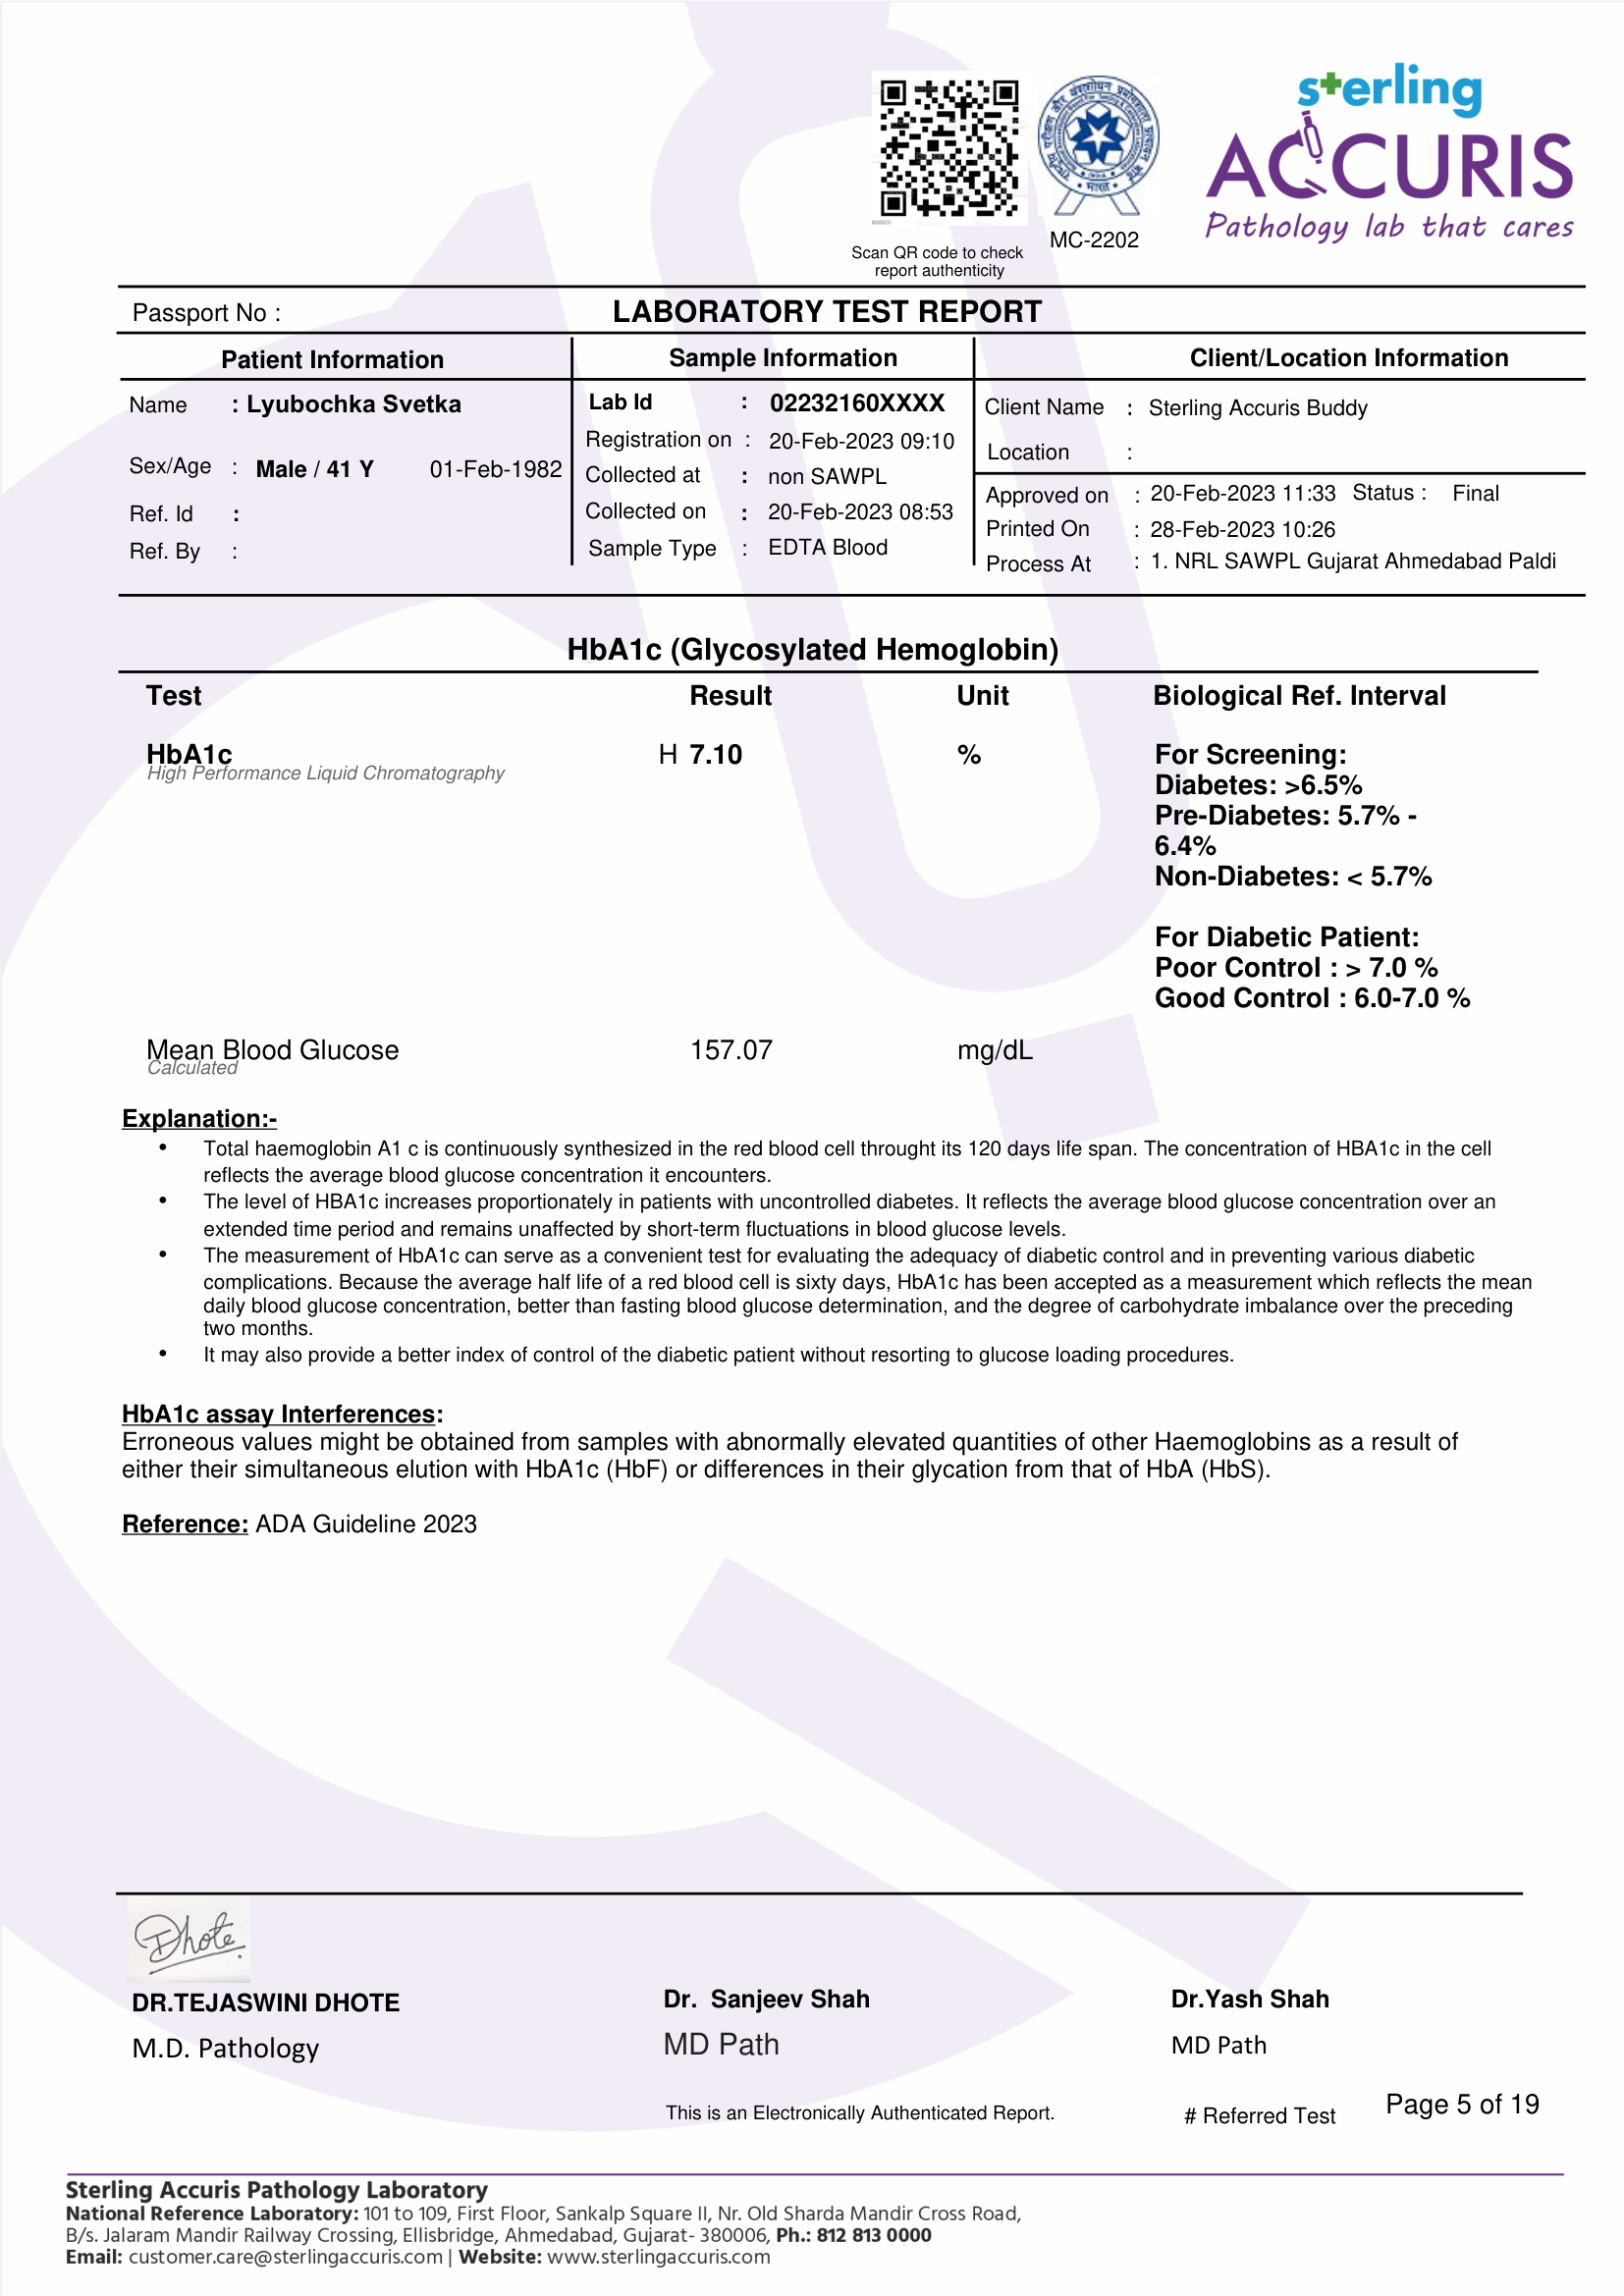 sterling
ACCURIS
Pathology lab that cares
MC-2202
Scan QR code to check
report authenticity
Passport No :
LABORATORY TEST REPORT
Patient Information
Name : Lyubochka Svetka
Sex/Age : Male / 41 Y 01-Feb-1982
Ref. Id :
Ref. By :
Sample Information
Lab Id : 02232160XXXX
Registration on : 20-Feb-2023 09:10
Collected at : non SAWPL
Collected on : 20-Feb-2023 08:53
Sample Type : EDTA Blood
Client/Location Information
Client Name : Sterling Accuris Buddy
Location :
Approved on : 20-Feb-2023 11:33 Status : Final
Printed On : 28-Feb-2023 10:26
Process At : 1. NRL SAWPL Gujarat Ahmedabad Paldi
HbA1c (Glycosylated Hemoglobin)
Test Result Unit Biological Ref. Interval
HbA1c H 7.10 % For Screening:
High Performance Liquid Chromatography
Diabetes: >6.5%
Pre-Diabetes: 5.7% -
6.4%
Non-Diabetes: < 5.7%
For Diabetic Patient:
Poor Control : > 7.0 %
Good Control : 6.0-7.0 %
Mean Blood Glucose 157.07 mg/dL
Calculated
Explanation:-
• Total haemoglobin A1 c is continuously synthesized in the red blood cell throught its 120 days life span. The concentration of HBA1c in the cell
reflects the average blood glucose concentration it encounters.
• The level of HBA1c increases proportionately in patients with uncontrolled diabetes. It reflects the average blood glucose concentration over an
extended time period and remains unaffected by short-term fluctuations in blood glucose levels.
• The measurement of HbA1c can serve as a convenient test for evaluating the adequacy of diabetic control and in preventing various diabetic
complications. Because the average half life of a red blood cell is sixty days, HbA1c has been accepted as a measurement which reflects the mean
daily blood glucose concentration, better than fasting blood glucose determination, and the degree of carbohydrate imbalance over the preceding
two months.
• It may also provide a better index of control of the diabetic patient without resorting to glucose loading procedures.
HbA1c assay Interferences:
Erroneous values might be obtained from samples with abnormally elevated quantities of other Haemoglobins as a result of
either their simultaneous elution with HbA1c (HbF) or differences in their glycation from that of HbA (HbS).
Reference: ADA Guideline 2023
Dhote
DR.TEJASWINI DHOTE
M.D. Pathology
Dr. Sanjeev Shah
MD Path
Dr.Yash Shah
MD Path
This is an Electronically Authenticated Report.
# Referred Test
Page 5 of 19
Sterling Accuris Pathology Laboratory
National Reference Laboratory: 101 to 109, First Floor, Sankalp Square II, Nr. Old Sharda Mandir Cross Road,
B/s. Jalaram Mandir Railway Crossing, Ellisbridge, Ahmedabad, Gujarat- 380006, Ph.: 812 813 0000
Email: customer.care@sterlingaccuris.com | Website: www.sterlingaccuris.com